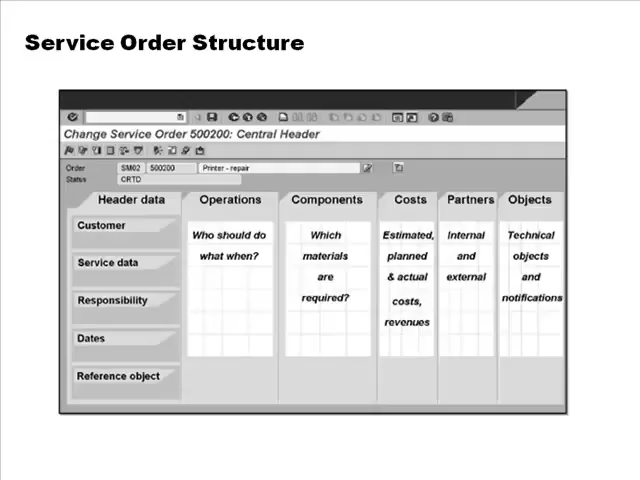 Service Order Structure
Change Service Order 500200: Central Header
Order SM02 500200 Printer - repair
Status CRTD
Header data Operations Components Costs Partners Objects
Customer
Service data
Responsibility
Dates
Reference object
Who should do
what when?
Which
materials
are
required?
Estimated,
planned
& actual
costs,
revenues
Internal
and
external
Technical
objects
and
notifications